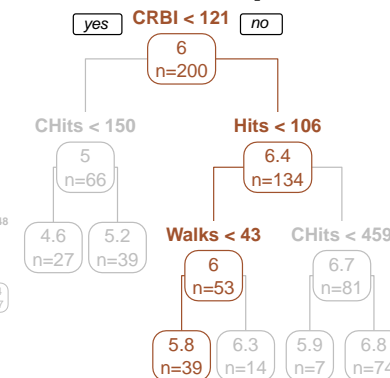 yes CRBI < 121 no
6
n=200
CHits < 150 Hits < 106
5 6.4
n=66 n=134
48
Walks < 43 CHits < 459
4.6 5.2 6 6.7
n=27 n=39 n=53 n=81
5.8 6.3 5.9 6.8
n=39 n=14 n=7 n=74